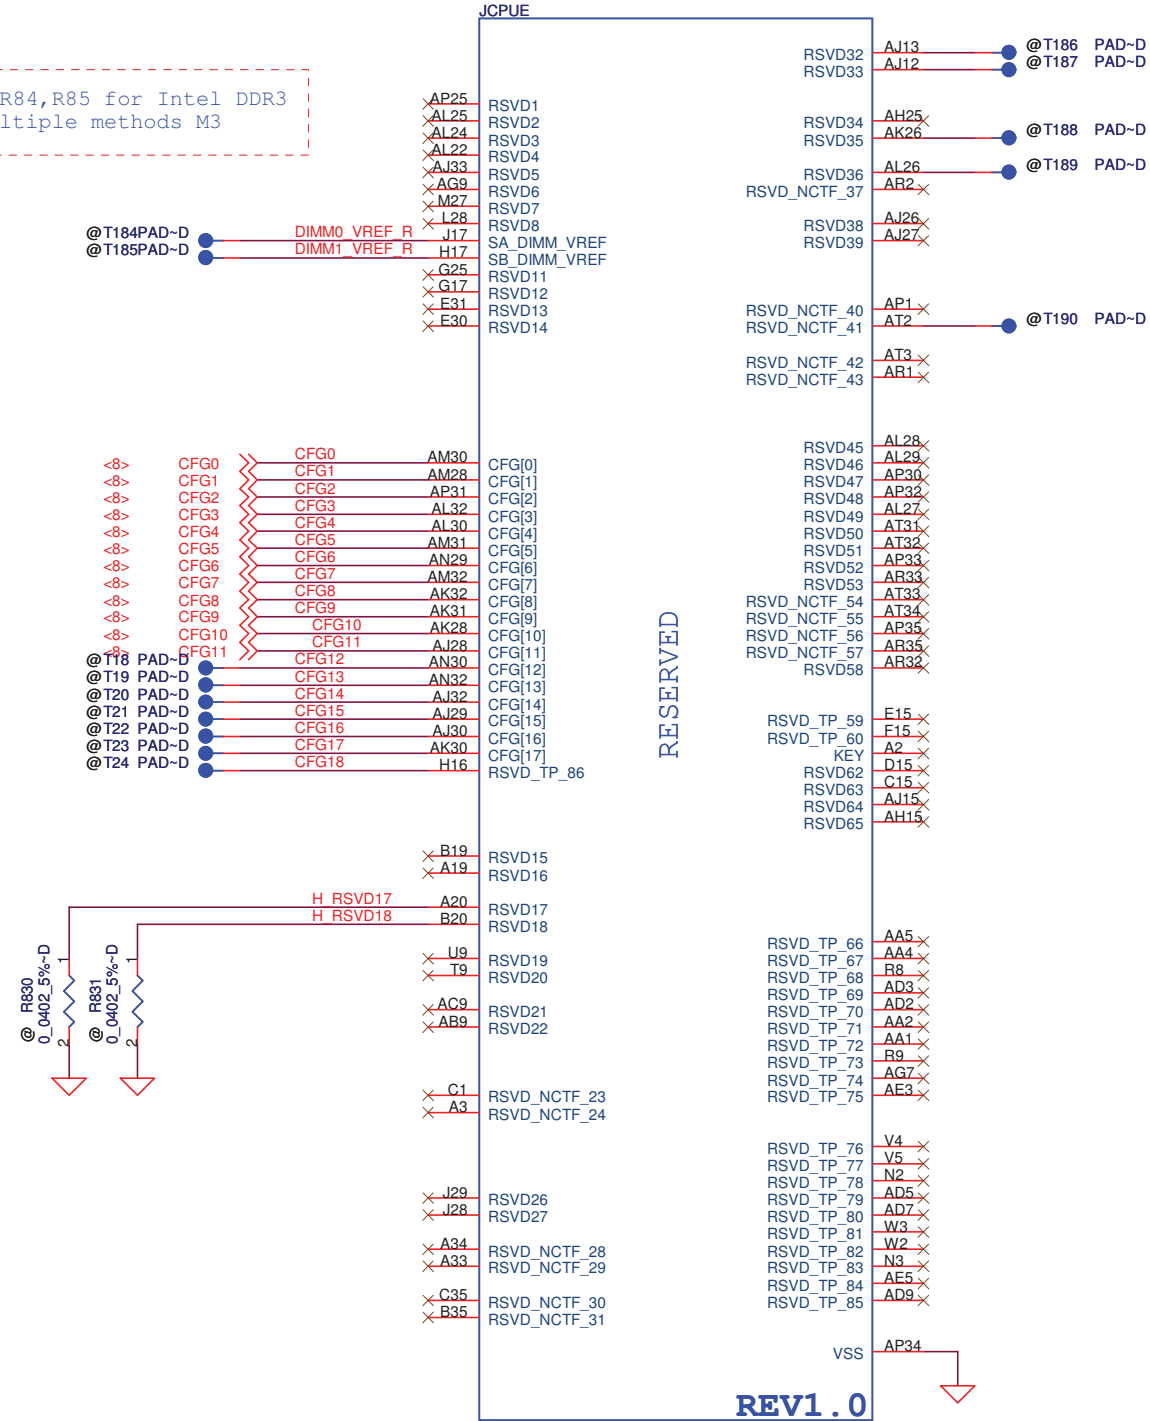 JCPUE
R84,R85 for Intel DDR3
ltiple methods M3
AP25 RSVD1
AL25 RSVD2
AL24 RSVD3
AL22 RSVD4
AJ33 RSVD5
AG9 RSVD6
M27 RSVD7
L28 RSVD8
@T184PAD~D DIMM0_VREF_R J17 SA_DIMM_VREF
@T185PAD~D DIMM1_VREF_R H17 SB_DIMM_VREF
G25 RSVD11
G17 RSVD12
E31 RSVD13
E30 RSVD14
<8> CFG0 CFG0 AM30 CFG[0]
<8> CFG1 CFG1 AM28 CFG[1]
<8> CFG2 CFG2 AP31 CFG[2]
<8> CFG3 CFG3 AL32 CFG[3]
<8> CFG4 CFG4 AL30 CFG[4]
<8> CFG5 CFG5 AM31 CFG[5]
<8> CFG6 CFG6 AN29 CFG[6]
<8> CFG7 CFG7 AM32 CFG[7]
<8> CFG8 CFG8 AK32 CFG[8]
<8> CFG9 CFG9 AK31 CFG[9]
<8> CFG10 CFG10 AK28 CFG[10]
<8> CFG11 CFG11 AJ28 CFG[11]
@T18 PAD~D CFG12 AN30 CFG[12]
@T19 PAD~D CFG13 AN32 CFG[13]
@T20 PAD~D CFG14 AJ32 CFG[14]
@T21 PAD~D CFG15 AJ29 CFG[15]
@T22 PAD~D CFG16 AJ30 CFG[16]
@T23 PAD~D CFG17 AK30 CFG[17]
@T24 PAD~D CFG18 H16 RSVD_TP_86
B19 RSVD15
A19 RSVD16
H_RSVD17 A20 RSVD17
H_RSVD18 B20 RSVD18
U9 RSVD19
T9 RSVD20
AC9 RSVD21
AB9 RSVD22
@ R830
0_0402_5%~D
1
2
@ R831
0_0402_5%~D
1
2
C1 RSVD_NCTF_23
A3 RSVD_NCTF_24
J29 RSVD26
J28 RSVD27
A34 RSVD_NCTF_28
A33 RSVD_NCTF_29
C35 RSVD_NCTF_30
B35 RSVD_NCTF_31
RESERVED
RSVD32 AJ13 @T186 PAD~D
RSVD33 AJ12 @T187 PAD~D
RSVD34 AH25
RSVD35 AK26 @T188 PAD~D
RSVD36 AL26 @T189 PAD~D
RSVD_NCTF_37 AR2
RSVD38 AJ26
RSVD39 AJ27
RSVD_NCTF_40 AP1
RSVD_NCTF_41 AT2 @T190 PAD~D
RSVD_NCTF_42 AT3
RSVD_NCTF_43 AR1
RSVD45 AL28
RSVD46 AL29
RSVD47 AP30
RSVD48 AP32
RSVD49 AL27
RSVD50 AT31
RSVD51 AT32
RSVD52 AP33
RSVD53 AR33
RSVD_NCTF_54 AT33
RSVD_NCTF_55 AT34
RSVD_NCTF_56 AP35
RSVD_NCTF_57 AR35
RSVD58 AR32
RSVD_TP_59 E15
RSVD_TP_60 F15
KEY A2
RSVD62 D15
RSVD63 C15
RSVD64 AJ15
RSVD65 AH15
RSVD_TP_66 AA5
RSVD_TP_67 AA4
RSVD_TP_68 R8
RSVD_TP_69 AD3
RSVD_TP_70 AD2
RSVD_TP_71 AA2
RSVD_TP_72 AA1
RSVD_TP_73 R9
RSVD_TP_74 AG7
RSVD_TP_75 AE3
RSVD_TP_76 V4
RSVD_TP_77 V5
RSVD_TP_78 N2
RSVD_TP_79 AD5
RSVD_TP_80 AD7
RSVD_TP_81 W3
RSVD_TP_82 W2
RSVD_TP_83 N3
RSVD_TP_84 AE5
RSVD_TP_85 AD9
VSS AP34
REV1.0